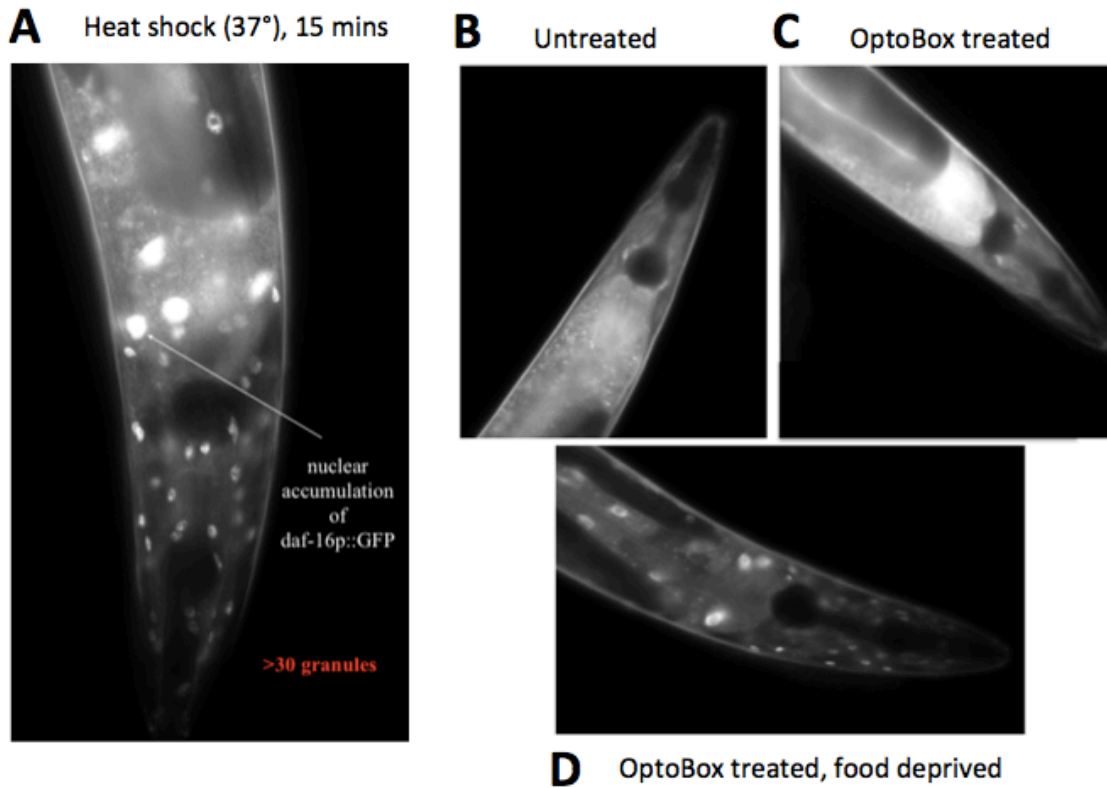 A Heat shock (37°), 15 mins
B Untreated
C OptoBox treated
nuclear
accumulation
of
daf-16p::GFP
>30 granules
D OptoBox treated, food deprived